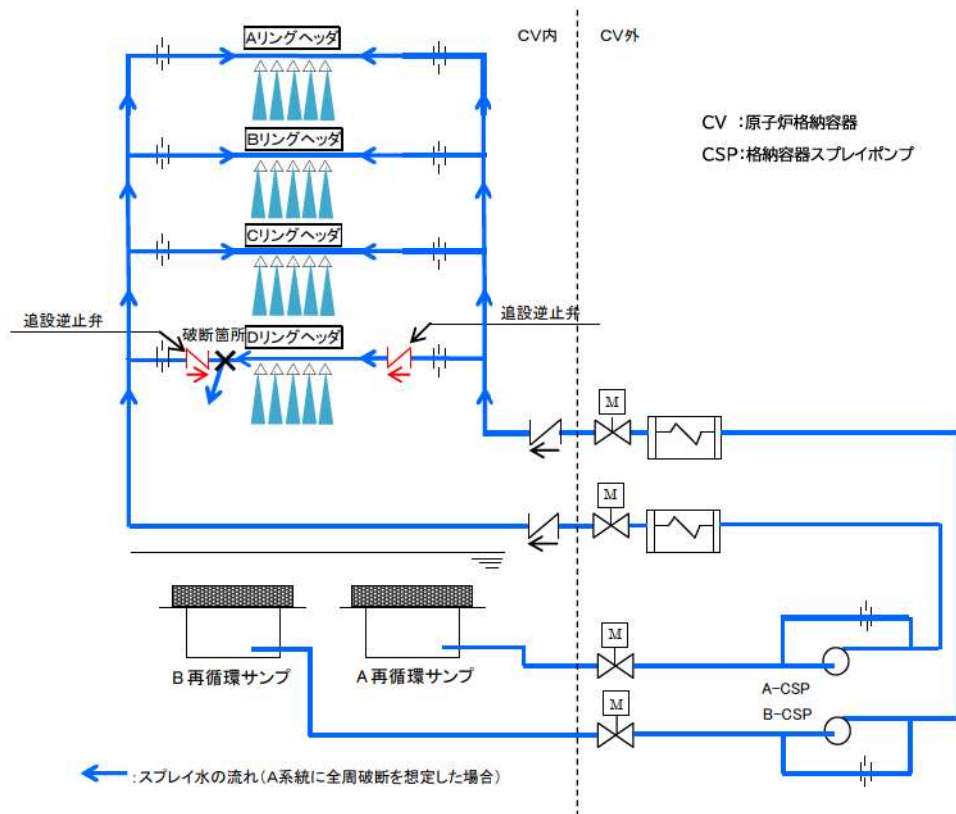 Aリングヘッダ
CV内
CV外
CV :原子炉格納容器
Bリングヘッダ
CSP:格納容器スプレイポンプ
Cリングヘッダ
追設逆止弁
破断箇所
Dリングヘッダ
追設逆止弁
M
M
M
B再循環サンプ
A再循環サンプ
A-CSP
M
B-CSP
:スプレイ水の流れ(A系統に全周破断を想定した場合)